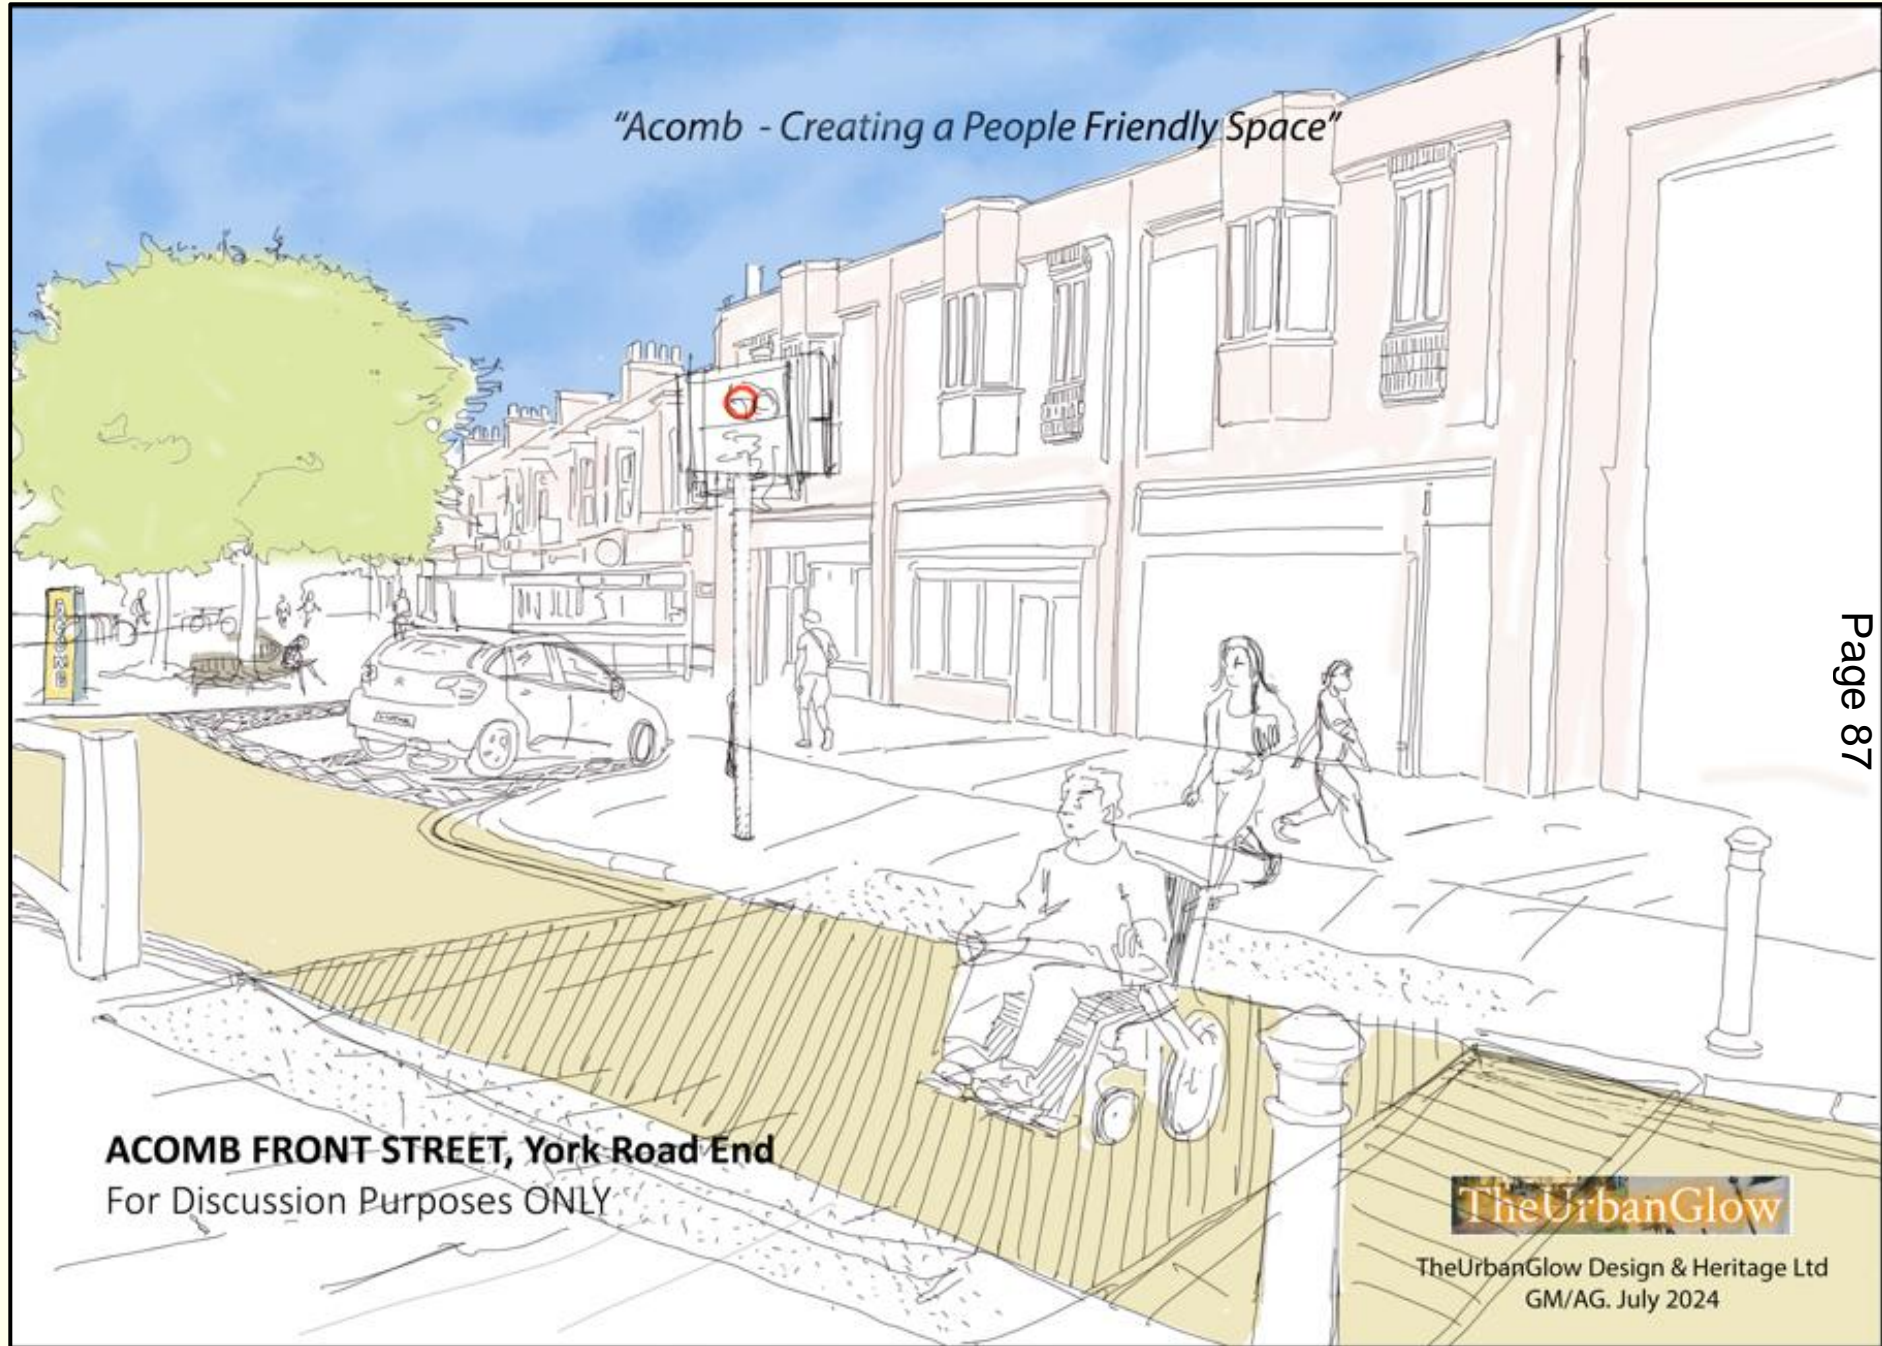 "Acomb - Creating a People Friendly Space"
ACOMB
Page 87
ACOMB FRONT STREET, York Road End
For Discussion Purposes ONLY
TheUrbanGlow
TheUrbanGlow Design & Heritage Ltd
GM/AG. July 2024